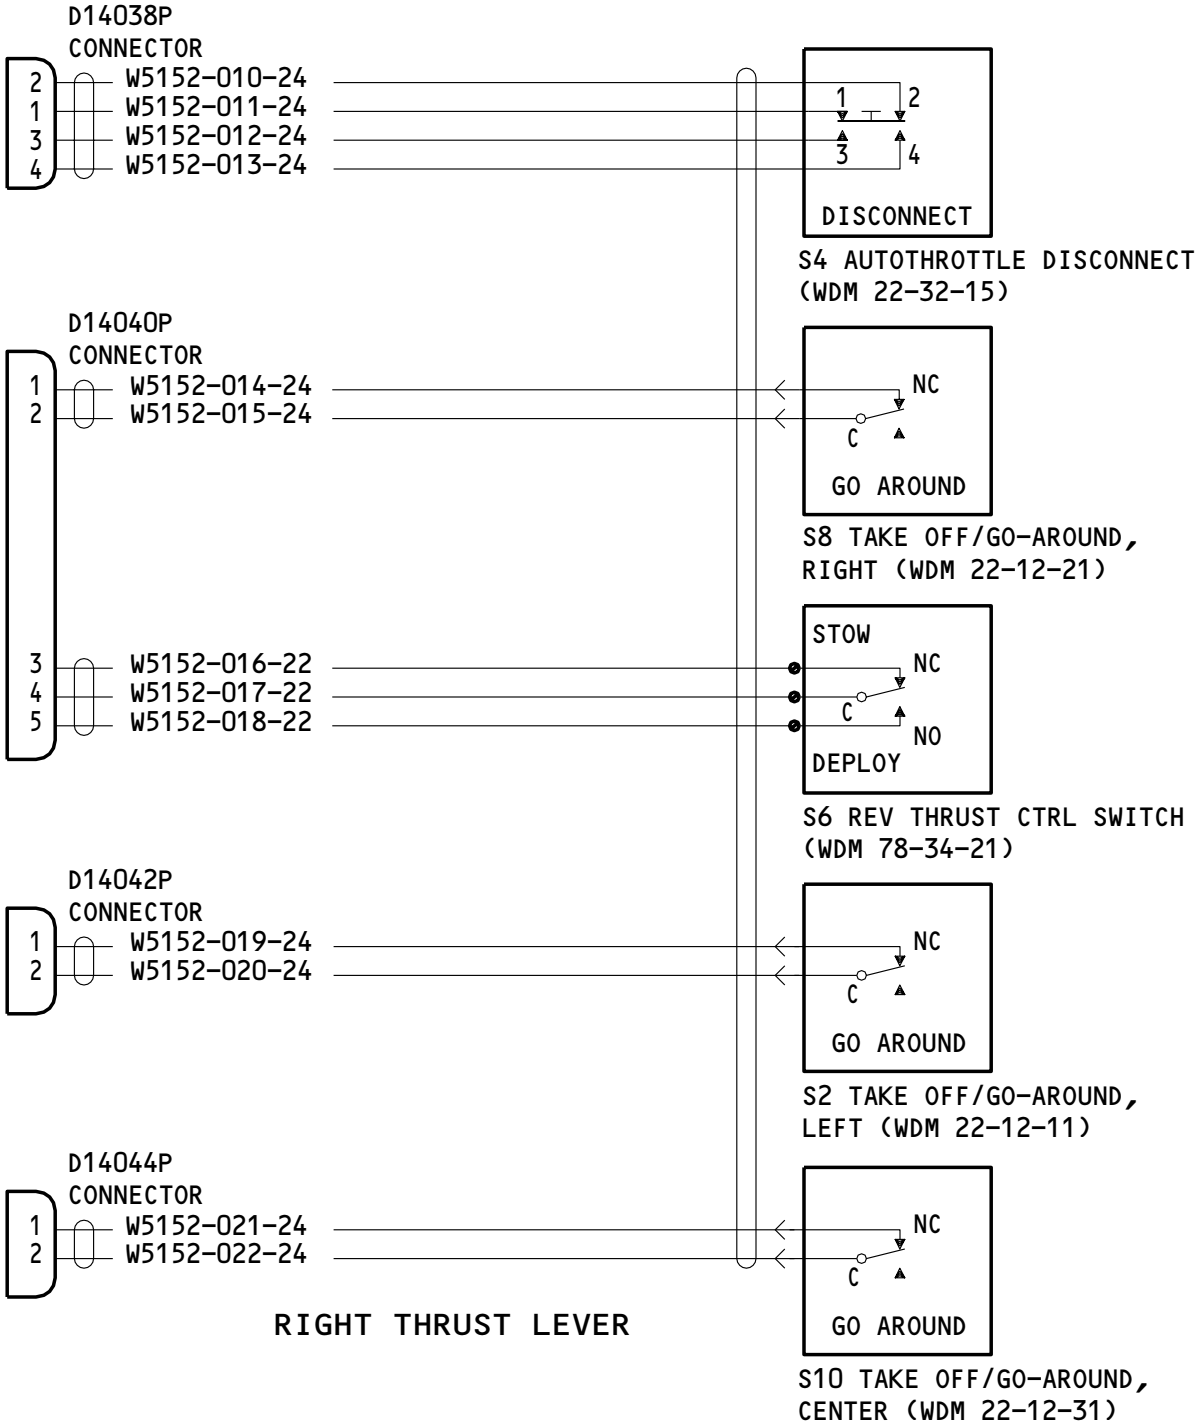 D14038P
CONNECTOR
2 W5152-010-24
1 W5152-011-24
3 W5152-012-24
4 W5152-013-24
1 2
3 4
DISCONNECT
S4 AUTOTHROTTLE DISCONNECT
(WDM 22-32-15)
D14040P
CONNECTOR
1 W5152-014-24 NC
2 W5152-015-24
C
GO AROUND
S8 TAKE OFF/GO-AROUND,
RIGHT (WDM 22-12-21)
STOW
3 W5152-016-22 NC
4 W5152-017-22
C
5 W5152-018-22
NO
DEPLOY
S6 REV THRUST CTRL SWITCH
(WDM 78-34-21)
D14042P
CONNECTOR
1 W5152-019-24 NC
2 W5152-020-24
C
GO AROUND
S2 TAKE OFF/GO-AROUND,
LEFT (WDM 22-12-11)
D14044P
CONNECTOR
1 W5152-021-24 NC
2 W5152-022-24
C
RIGHT THRUST LEVER
GO AROUND
S10 TAKE OFF/GO-AROUND,
CENTER (WDM 22-12-31)